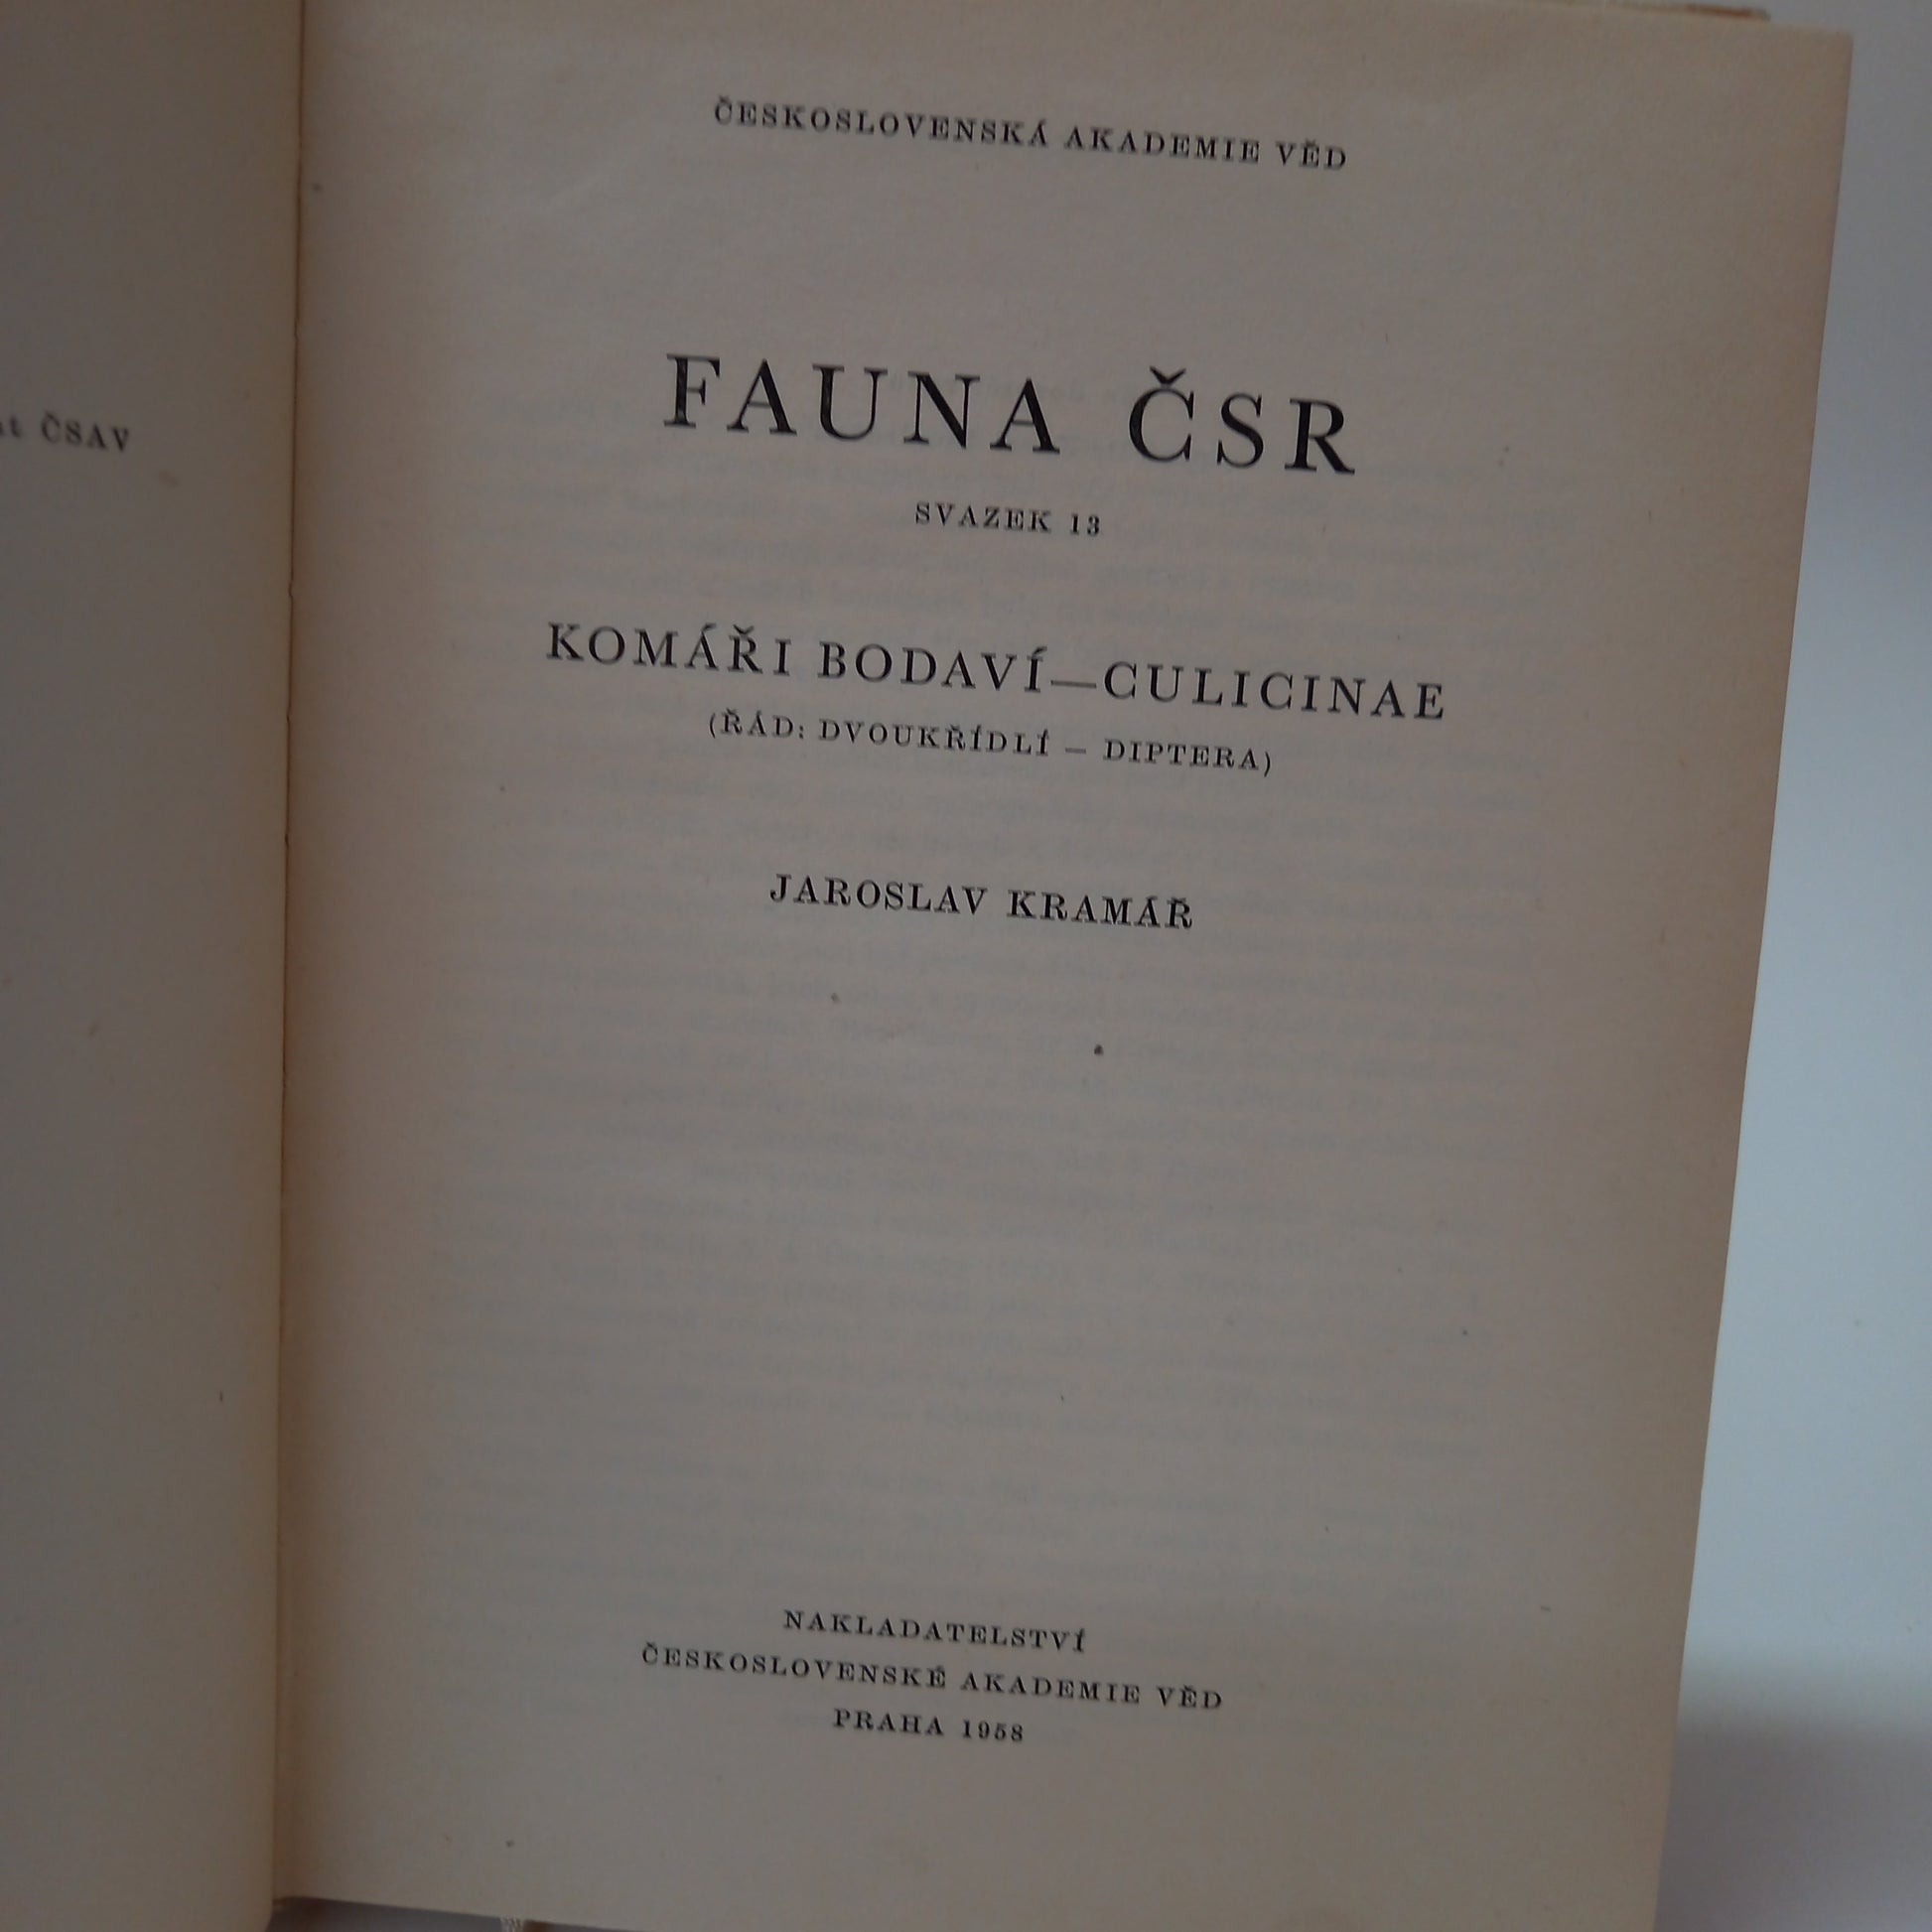 ČSAV
ČESKOSLOVENSKÁ AKADEMIE VĚD
FAUNA ČSR
SVAZEK 13
KOMÁŘI BODAVÍ—CULICINAE
(ŘÁD: DVOUKŘÍDLÍ – DIPTERA)
JAROSLAV KRAMÁŘ
NAKLADATELSTVÍ
ČESKOSLOVENSKÉ AKADEMIE VĚD
PRAHA 1958